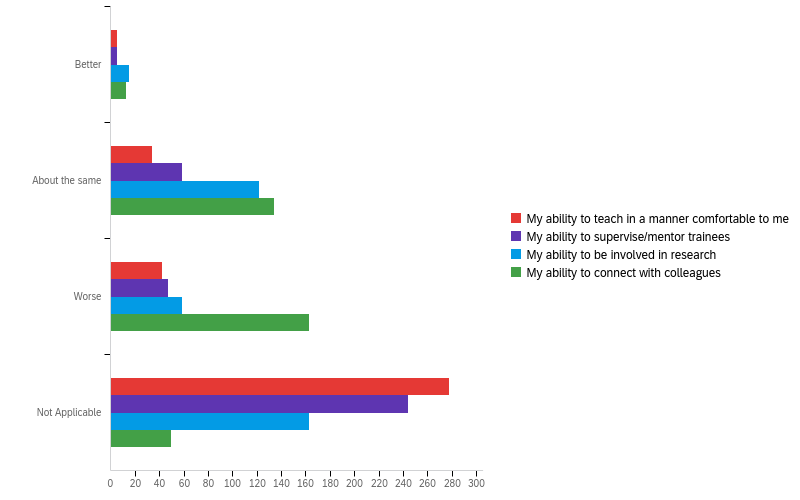 Better
About the same
Worse
Not Applicable
0 20 40 60 80 100 120 140 160 180 200 220 240 260 280 300
My ability to teach in a manner comfortable to me
My ability to supervise/mentor trainees
My ability to be involved in research
My ability to connect with colleagues